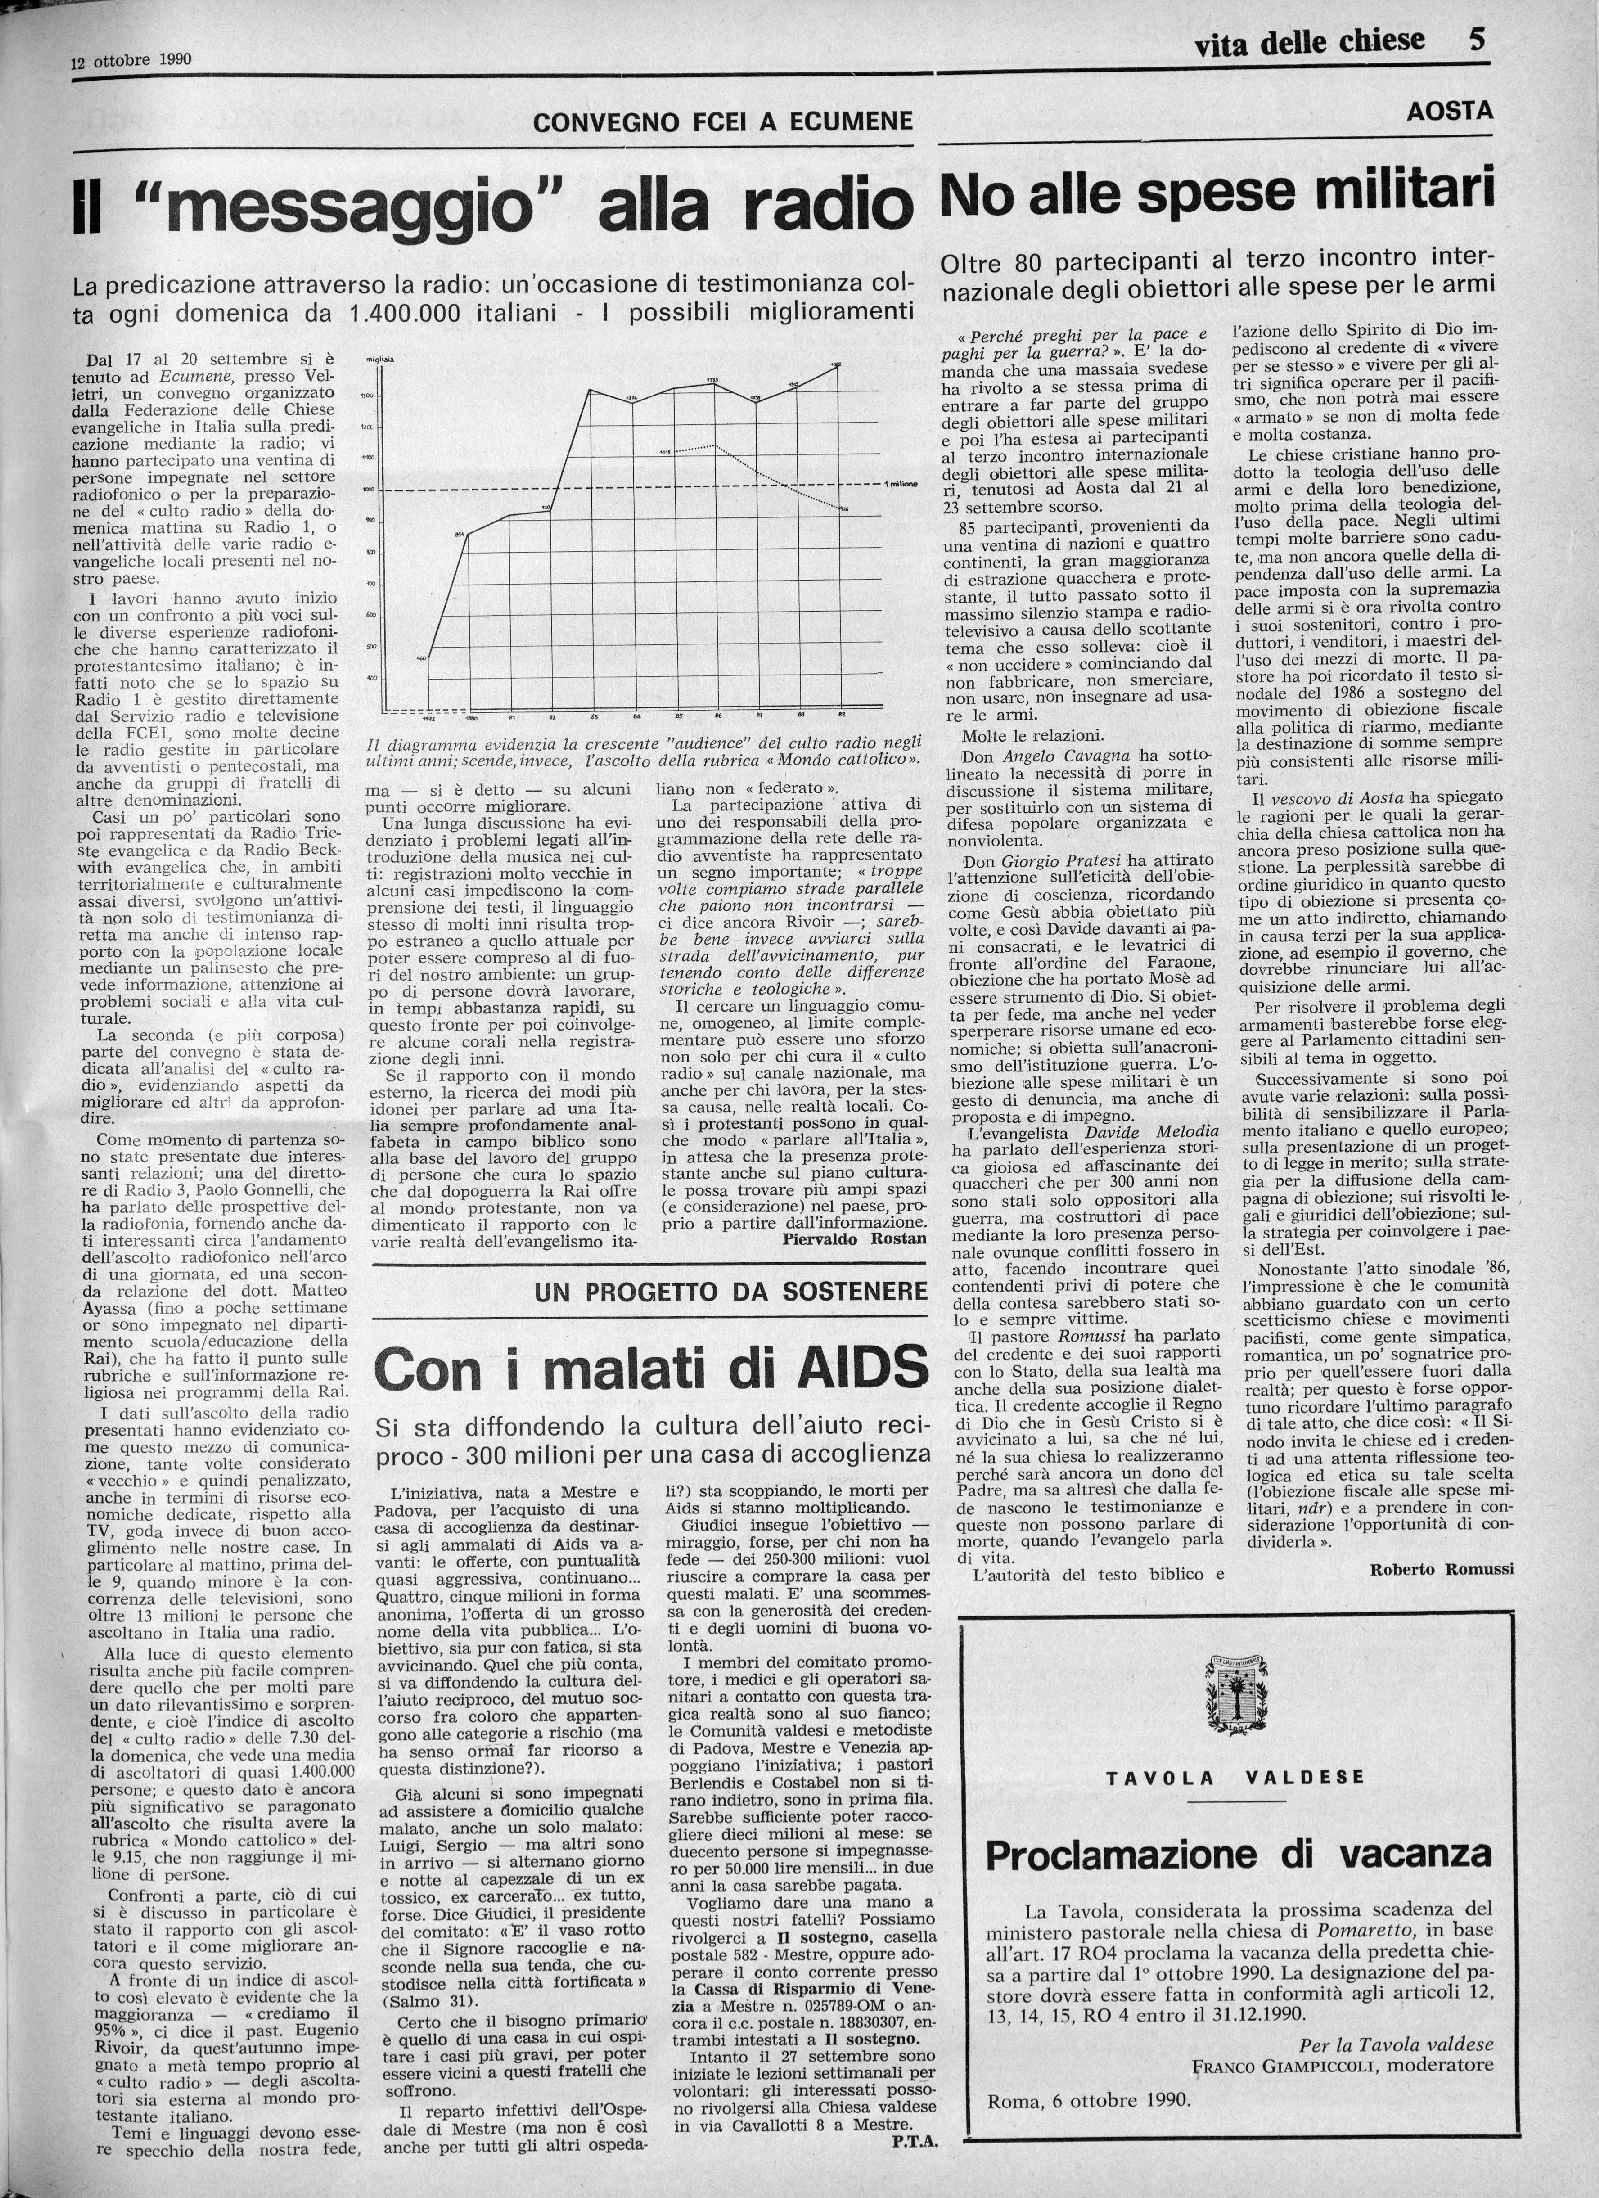 12 ottobre 1990
vita delle chiese 5
CONVEGNO FCEI A ECUMENE
Il “messaggio” alla radio
La predicazione attraverso la radio: un'occasione di testimonianza col-
ta ogni domenica da 1.400.000 italiani - I possibili miglioramenti
Dal 17 al 20 settembre si è
tenuto ad Ecumene, presso Vel-
letri, un convegno organizzato
dalla Federazione delle Chiese
evangeliche in Italia sulla predi-
cazione mediante la radio; vi
hanno partecipato una ventina di
persone impegnate nel settore
radiofonico o per la preparazio-
ne del « culto radio » della do-
menica mattina su Radio 1, o
nell'attività delle varie radio e-
vangeliche locali presenti nel no-
stro paese.
I lavori hanno avuto inizio
con un confronto a più voci sul-
le diverse esperienze radiofoni-
che che hanno caratterizzato il
protestantesimo italiano; è in-
fatti noto che se lo spazio su
Radio 1 è gestito direttamente
dal Servizio radio e televisione
della FCEI, sono molte decine
le radio gestite in particolare
da avventisti o pentecostali, ma
anche da gruppi di fratelli di
altre denominazioni.
Casi un po' particolari sono
poi rappresentati da Radio Trie-
ste evangelica e da Radio Beck-
with evangelica che, in ambiti
territorialmente e culturalmente
assai diversi, svolgono un'attivi-
tà non solo di testimonianza di-
retta ma anche di intenso rap-
porto con la popolazione locale
mediante un palinsesto che pre-
vede informazione, attenzione ai
problemi sociali e alla vita cul-
turale.
La seconda (e più corposa)
parte del convegno è stata de-
dicata all'analisi del « culto ra-
dio », evidenziando aspetti da
migliorare ed altri da approfon-
dire.
Come momento di partenza so-
no state presentate due interes-
santi relazioni; una del diretto-
re di Radio 3, Paolo Gonnelli, che
ha parlato delle prospettive del-
la radiofonia, fornendo anche da-
ti interessanti circa l'andamento
dell'ascolto radiofonico nell'arco
di una giornata, ed una secon-
da relazione del dott. Matteo
Ayassa (fino a poche settimane
or sono impegnato nel diparti-
mento scuola/educazione della
Rai), che ha fatto il punto sulle
rubriche e sull'informazione re-
ligiosa nei programmi della Rai.
I dati sull'ascolto della radio
presentati hanno evidenziato co-
me questo mezzo di comunica-
zione, tante volte considerato
« vecchio » e quindi penalizzato,
anche in termini di risorse eco-
nomiche dedicate, rispetto alla
TV, goda invece di buon acco-
glimento nelle nostre case. In
particolare al mattino, prima del-
le 9, quando minore è la con-
correnza delle televisioni, sono
oltre 13 milioni le persone che
ascoltano in Italia una radio.
Alla luce di questo elemento
risulta anche più facile compren-
dere quello che per molti pare
un dato rilevantissimo e sorpren-
dente, e cioè l'indice di ascolto
del « culto radio » delle 7.30 del-
la domenica, che vede una media
di ascoltatori di quasi 1.400.000
persone; e questo dato è ancora
più significativo se paragonato
all'ascolto che risulta avere la
rubrica « Mondo cattolico » del-
le 9.15, che non raggiunge il mi-
lione di persone.
Confronti a parte, ciò di cui
si è discusso in particolare è
stato il rapporto con gli ascol-
tatori e il come migliorare an-
cora questo servizio.
A fronte di un indice di ascol-
to così elevato è evidente che la
maggioranza — « crediamo il
95% », ci dice il past. Eugenio
Rivoir, da quest'autunno impe-
gnato a metà tempo proprio al
« culto radio » — degli ascolta-
tori sia esterna al mondo pro-
testante italiano.
Temi e linguaggi devono esse-
re specchio della nostra fede,
migliaia
1 milione
Il diagramma evidenzia la crescente "audience" del culto radio negli
ultimi anni; scende, invece, l'ascolto della rubrica « Mondo cattolico ».
ma — si è detto — su alcuni
punti occorre migliorare.
Una lunga discussione ha evi-
denziato i problemi legati all'in-
troduzione della musica nei cul-
ti: registrazioni molto vecchie in
alcuni casi impediscono la com-
prensione dei testi, il linguaggio
stesso di molti inni risulta trop-
po estraneo a quello attuale per
poter essere compreso al di fuo-
ri del nostro ambiente: un grup-
po di persone dovrà lavorare,
in tempi abbastanza rapidi, su
questo fronte per poi coinvolge-
re alcune corali nella registra-
zione degli inni.
Se il rapporto con il mondo
esterno, la ricerca dei modi più
idonei per parlare ad una Ita-
lia sempre profondamente anal-
fabeta in campo biblico sono
alla base del lavoro del gruppo
di persone che cura lo spazio
che dal dopoguerra la Rai offre
al mondo protestante, non va
dimenticato il rapporto con le
varie realtà dell'evangelismo ita-
liano non « federato ».
La partecipazione attiva di
uno dei responsabili della pro-
grammazione della rete delle ra-
dio avventiste ha rappresentato
un segno importante; « troppe
volte compiamo strade parallele
che paiono non incontrarsi —
ci dice ancora Rivoir —; sareb-
be bene invece avviarci sulla
strada dell'avvicinamento, pur
tenendo conto delle differenze
storiche e teologiche ».
Il cercare un linguaggio comu-
ne, omogeneo, al limite comple-
mentare può essere uno sforzo
non solo per chi cura il « culto
radio » sul canale nazionale, ma
anche per chi lavora, per la stes-
sa causa, nelle realtà locali. Co-
sì i protestanti possono in qual-
che modo « parlare all'Italia »,
in attesa che la presenza prote-
stante anche sul piano cultura-
le possa trovare più ampi spazi
(e considerazione) nel paese, pro-
prio a partire dall'informazione.
Piervaldo Rostan
UN PROGETTO DA SOSTENERE
Con i malati di AIDS
Si sta diffondendo la cultura dell'aiuto reci-
proco - 300 milioni per una casa di accoglienza
L'iniziativa, nata a Mestre e
Padova, per l'acquisto di una
casa di accoglienza da destinar-
si agli ammalati di Aids va a-
vanti: le offerte, con puntualità
quasi aggressiva, continuano...
Quattro, cinque milioni in forma
anonima, l'offerta di un grosso
nome della vita pubblica... L'o-
biettivo, sia pur con fatica, si sta
avvicinando. Quel che più conta,
si va diffondendo la cultura del-
l'aiuto reciproco, del mutuo soc-
corso fra coloro che apparten-
gono alle categorie a rischio (ma
ha senso ormai far ricorso a
questa distinzione?).
Già alcuni si sono impegnati
ad assistere a domicilio qualche
malato, anche un solo malato:
Luigi, Sergio — ma altri sono
in arrivo — si alternano giorno
e notte al capezzale di un ex
tossico, ex carcerato... ex tutto,
forse. Dice Giudici, il presidente
del comitato: « E' il vaso rotto
che il Signore raccoglie e na-
sconde nella sua tenda, che cu-
stodisce nella città fortificata »
(Salmo 31).
Certo che il bisogno primario
è quello di una casa in cui ospi-
tare i casi più gravi, per poter
essere vicini a questi fratelli che
soffrono.
Il reparto infettivi dell'Ospe-
dale di Mestre (ma non è così
anche per tutti gli altri ospeda-
li?) sta scoppiando, le morti per
Aids si stanno moltiplicando.
Giudici insegue l'obiettivo —
miraggio, forse, per chi non ha
fede — dei 250-300 milioni: vuol
riuscire a comprare la casa per
questi malati. E' una scommes-
sa con la generosità dei creden-
ti e degli uomini di buona vo-
lontà.
I membri del comitato promo-
tore, i medici e gli operatori sa-
nitari a contatto con questa tra-
gica realtà sono al suo fianco;
le Comunità valdesi e metodiste
di Padova, Mestre e Venezia ap-
poggiano l'iniziativa; i pastori
Berlendis e Costabel non si ti-
rano indietro, sono in prima fila.
Sarebbe sufficiente poter racco-
gliere dieci milioni al mese: se
duecento persone si impegnasse-
ro per 50.000 lire mensili... in due
anni la casa sarebbe pagata.
Vogliamo dare una mano a
questi nostri fatelli? Possiamo
rivolgerci a Il sostegno, casella
postale 582 - Mestre, oppure ado-
perare il conto corrente presso
la Cassa di Risparmio di Vene-
zia a Mestre n. 025789-OM o an-
cora il c.c. postale n. 18830307, en-
trambi intestati a Il sostegno.
Intanto il 27 settembre sono
iniziate le lezioni settimanali per
volontari: gli interessati posso-
no rivolgersi alla Chiesa valdese
in via Cavallotti 8 a Mestre.
P.T.A.
AOSTA
No alle spese militari
Oltre 80 partecipanti al terzo incontro inter-
nazionale degli obiettori alle spese per le armi
« Perché preghi per la pace e
paghi per la guerra? ». E' la do-
manda che una massaia svedese
ha rivolto a se stessa prima di
entrare a far parte del gruppo
degli obiettori alle spese militari
e poi l'ha estesa ai partecipanti
al terzo incontro internazionale
degli obiettori alle spese milita-
ri, tenutosi ad Aosta dal 21 al
23 settembre scorso.
85 partecipanti, provenienti da
una ventina di nazioni e quattro
continenti, la gran maggioranza
di estrazione quacchera e prote-
stante, il tutto passato sotto il
massimo silenzio stampa e radio-
televisivo a causa dello scottante
tema che esso solleva: cioè il
« non uccidere » cominciando dal
non fabbricare, non smerciare,
non usare, non insegnare ad usa-
re le armi.
Molte le relazioni.
Don Angelo Cavagna ha sotto-
lineato la necessità di porre in
discussione il sistema militare,
per sostituirlo con un sistema di
difesa popolare organizzata e
nonviolenta.
Don Giorgio Pratesi ha attirato
l'attenzione sull'eticità dell'obie-
zione di coscienza, ricordando
come Gesù abbia obiettato più
volte, e così Davide davanti ai pa-
ni consacrati, e le levatrici di
fronte all'ordine del Faraone,
obiezione che ha portato Mosè ad
essere strumento di Dio. Si obiet-
ta per fede, ma anche nel veder
sperperare risorse umane ed eco-
nomiche; si obietta sull'anacroni-
smo dell'istituzione guerra. L'o-
biezione alle spese militari è un
gesto di denuncia, ma anche di
proposta e di impegno.
L'evangelista Davide Melodia
ha parlato dell'esperienza stori-
ca gioiosa ed affascinante dei
quaccheri che per 300 anni non
sono stati solo oppositori alla
guerra, ma costruttori di pace
mediante la loro presenza perso-
nale ovunque conflitti fossero in
atto, facendo incontrare quei
contendenti privi di potere che
della contesa sarebbero stati so-
lo e sempre vittime.
Il pastore Romussi ha parlato
del credente e dei suoi rapporti
con lo Stato, della sua lealtà ma
anche della sua posizione dialet-
tica. Il credente accoglie il Regno
di Dio che in Gesù Cristo si è
avvicinato a lui, sa che né lui,
né la sua chiesa lo realizzeranno
perché sarà ancora un dono del
Padre, ma sa altresì che dalla fe-
de nascono le testimonianze e
queste non possono parlare di
morte, quando l'evangelo parla
di vita.
L'autorità del testo biblico e
l'azione dello Spirito di Dio im-
pediscono al credente di « vivere
per se stesso » e vivere per gli al-
tri significa operare per il pacifi-
smo, che non potrà mai essere
« armato » se non di molta fede
e molta costanza.
Le chiese cristiane hanno pro-
dotto la teologia dell'uso delle
armi e della loro benedizione,
molto prima della teologia del-
l'uso della pace. Negli ultimi
tempi molte barriere sono cadu-
te, ma non ancora quelle della di-
pendenza dall'uso delle armi. La
pace imposta con la supremazia
delle armi si è ora rivolta contro
i suoi sostenitori, contro i pro-
duttori, i venditori, i maestri del-
l'uso dei mezzi di morte. Il pa-
store ha poi ricordato il testo si-
nodale del 1986 a sostegno del
movimento di obiezione fiscale
alla politica di riarmo, mediante
la destinazione di somme sempre
più consistenti alle risorse mili-
tari.
Il vescovo di Aosta ha spiegato
le ragioni per le quali la gerar-
chia della chiesa cattolica non ha
ancora preso posizione sulla que-
stione. La perplessità sarebbe di
ordine giuridico in quanto questo
tipo di obiezione si presenta co-
me un atto indiretto, chiamando
in causa terzi per la sua applica-
zione, ad esempio il governo, che
dovrebbe rinunciare lui all'ac-
quisizione delle armi.
Per risolvere il problema degli
armamenti basterebbe forse eleg-
gere al Parlamento cittadini sen-
sibili al tema in oggetto.
Successivamente si sono poi
avute varie relazioni: sulla possi-
bilità di sensibilizzare il Parla-
mento italiano e quello europeo;
sulla presentazione di un proget-
to di legge in merito; sulla strate-
gia per la diffusione della cam-
pagna di obiezione; sui risvolti le-
gali e giuridici dell'obiezione; sul-
la strategia per coinvolgere i pae-
si dell'Est.
Nonostante l'atto sinodale '86,
l'impressione è che le comunità
abbiano guardato con un certo
scetticismo chiese e movimenti
pacifisti, come gente simpatica,
romantica, un po' sognatrice pro-
prio per quell'essere fuori dalla
realtà; per questo è forse oppor-
tuno ricordare l'ultimo paragrafo
di tale atto, che dice così: « Il Si-
nodo invita le chiese ed i creden-
ti ad una attenta riflessione teo-
logica ed etica su tale scelta
(l'obiezione fiscale alle spese mi-
litari, ndr) e a prendere in con-
siderazione l'opportunità di con-
dividerla ».
Roberto Romussi
TAVOLA VALDESE
Proclamazione di vacanza
La Tavola, considerata la prossima scadenza del
ministero pastorale nella chiesa di Pomaretto, in base
all'art. 17 RO4 proclama la vacanza della predetta chie-
sa a partire dal 1° ottobre 1990. La designazione del pa-
store dovrà essere fatta in conformità agli articoli 12,
13, 14, 15, RO 4 entro il 31.12.1990.
Per la Tavola valdese
FRANCO GIAMPICCOLI, moderatore
Roma, 6 ottobre 1990.